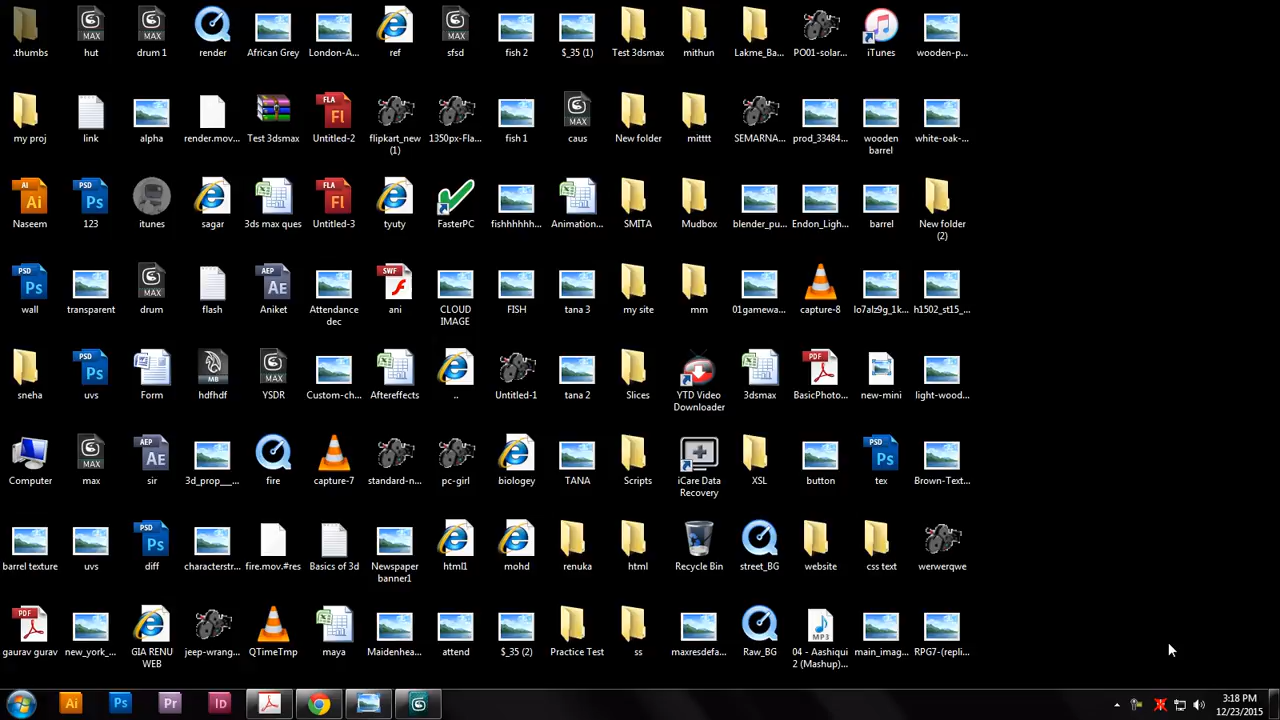 .thumbs
hut
drum 1
render
African Grey
London-A...
ref
sfsd
fish 2
$_35 (1)
Test 3dsmax
mithun
Lakme_Ba...
PO01-solar...
iTunes
wooden-p...
my proj
link
alpha
render.mov...
Test 3dsmax
Untitled-2
flipkart_new
(1)
1350px-Fla...
fish 1
caus
New folder
mitttt
SEMARNA...
prod_33484...
wooden
barrel
white-oak-...
Naseem
123
itunes
sagar
3ds max ques
Untitled-3
tyuty
FasterPC
fishhhhhh...
Animation...
SMITA
Mudbox
blender_pu...
Endon_Ligh...
barrel
New folder
(2)
wall
transparent
drum
flash
Aniket
Attendance
dec
ani
CLOUD
IMAGE
FISH
tana 3
my site
mm
01gamewa...
capture-8
lo7alz9g_1k...
h1502_st15_...
sneha
uvs
Form
hdfhdf
YSDR
Custom-ch...
Aftereffects
..
Untitled-1
tana 2
Slices
YTD Video
Downloader
3dsmax
BasicPhoto...
new-mini
light-wood...
Computer
max
sir
3d_prop___...
fire
capture-7
standard-n...
pc-girl
biologey
TANA
Scripts
iCare Data
Recovery
XSL
button
tex
Brown-Text...
barrel texture
uvs
diff
characterstr...
fire.mov.#res
Basics of 3d
Newspaper
banner1
html1
mohd
renuka
html
Recycle Bin
street_BG
website
css text
werwerqwe
gaurav gurav
new_york_...
GIA RENU
WEB
jeep-wrang...
QTimeTmp
maya
Maidenhea...
attend
$_35 (2)
Practice Test
ss
maxresdefa...
Raw_BG
04 - Aashiqui
2 (Mashup)...
main_imag...
RPG7-(repli...
Ai
Ps
Pr
Id
3:18 PM
12/23/2015